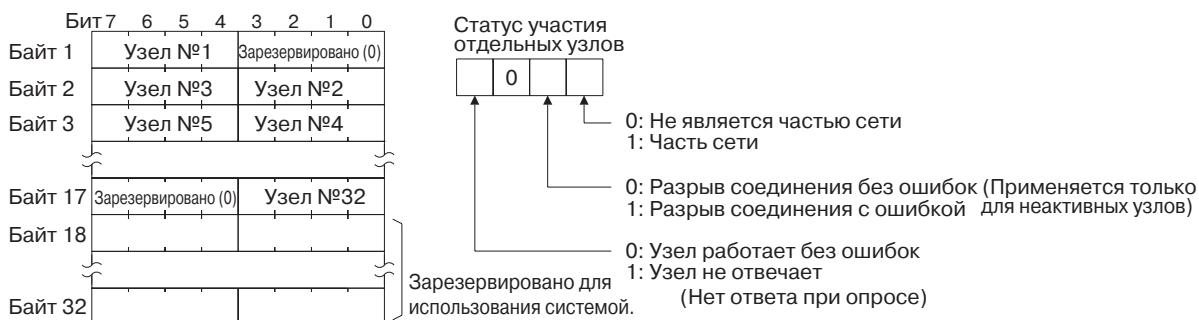 Бит 7 6 5 4 3 2 1 0
Байт 1 Узел №1 Зарезервировано (0)
Байт 2 Узел №3 Узел №2
Байт 3 Узел №5 Узел №4
Байт 17 Зарезервировано (0) Узел №32
Байт 18
Байт 32
Зарезервировано для
использования системой.
Статус участия
отдельных узлов
0
0: Не является частью сети
1: Часть сети
0: Разрыв соединения без ошибок (Применяется только
1: Разрыв соединения с ошибкой для неактивных узлов)
0: Узел работает без ошибок
1: Узел не отвечает
(Нет ответа при опросе)